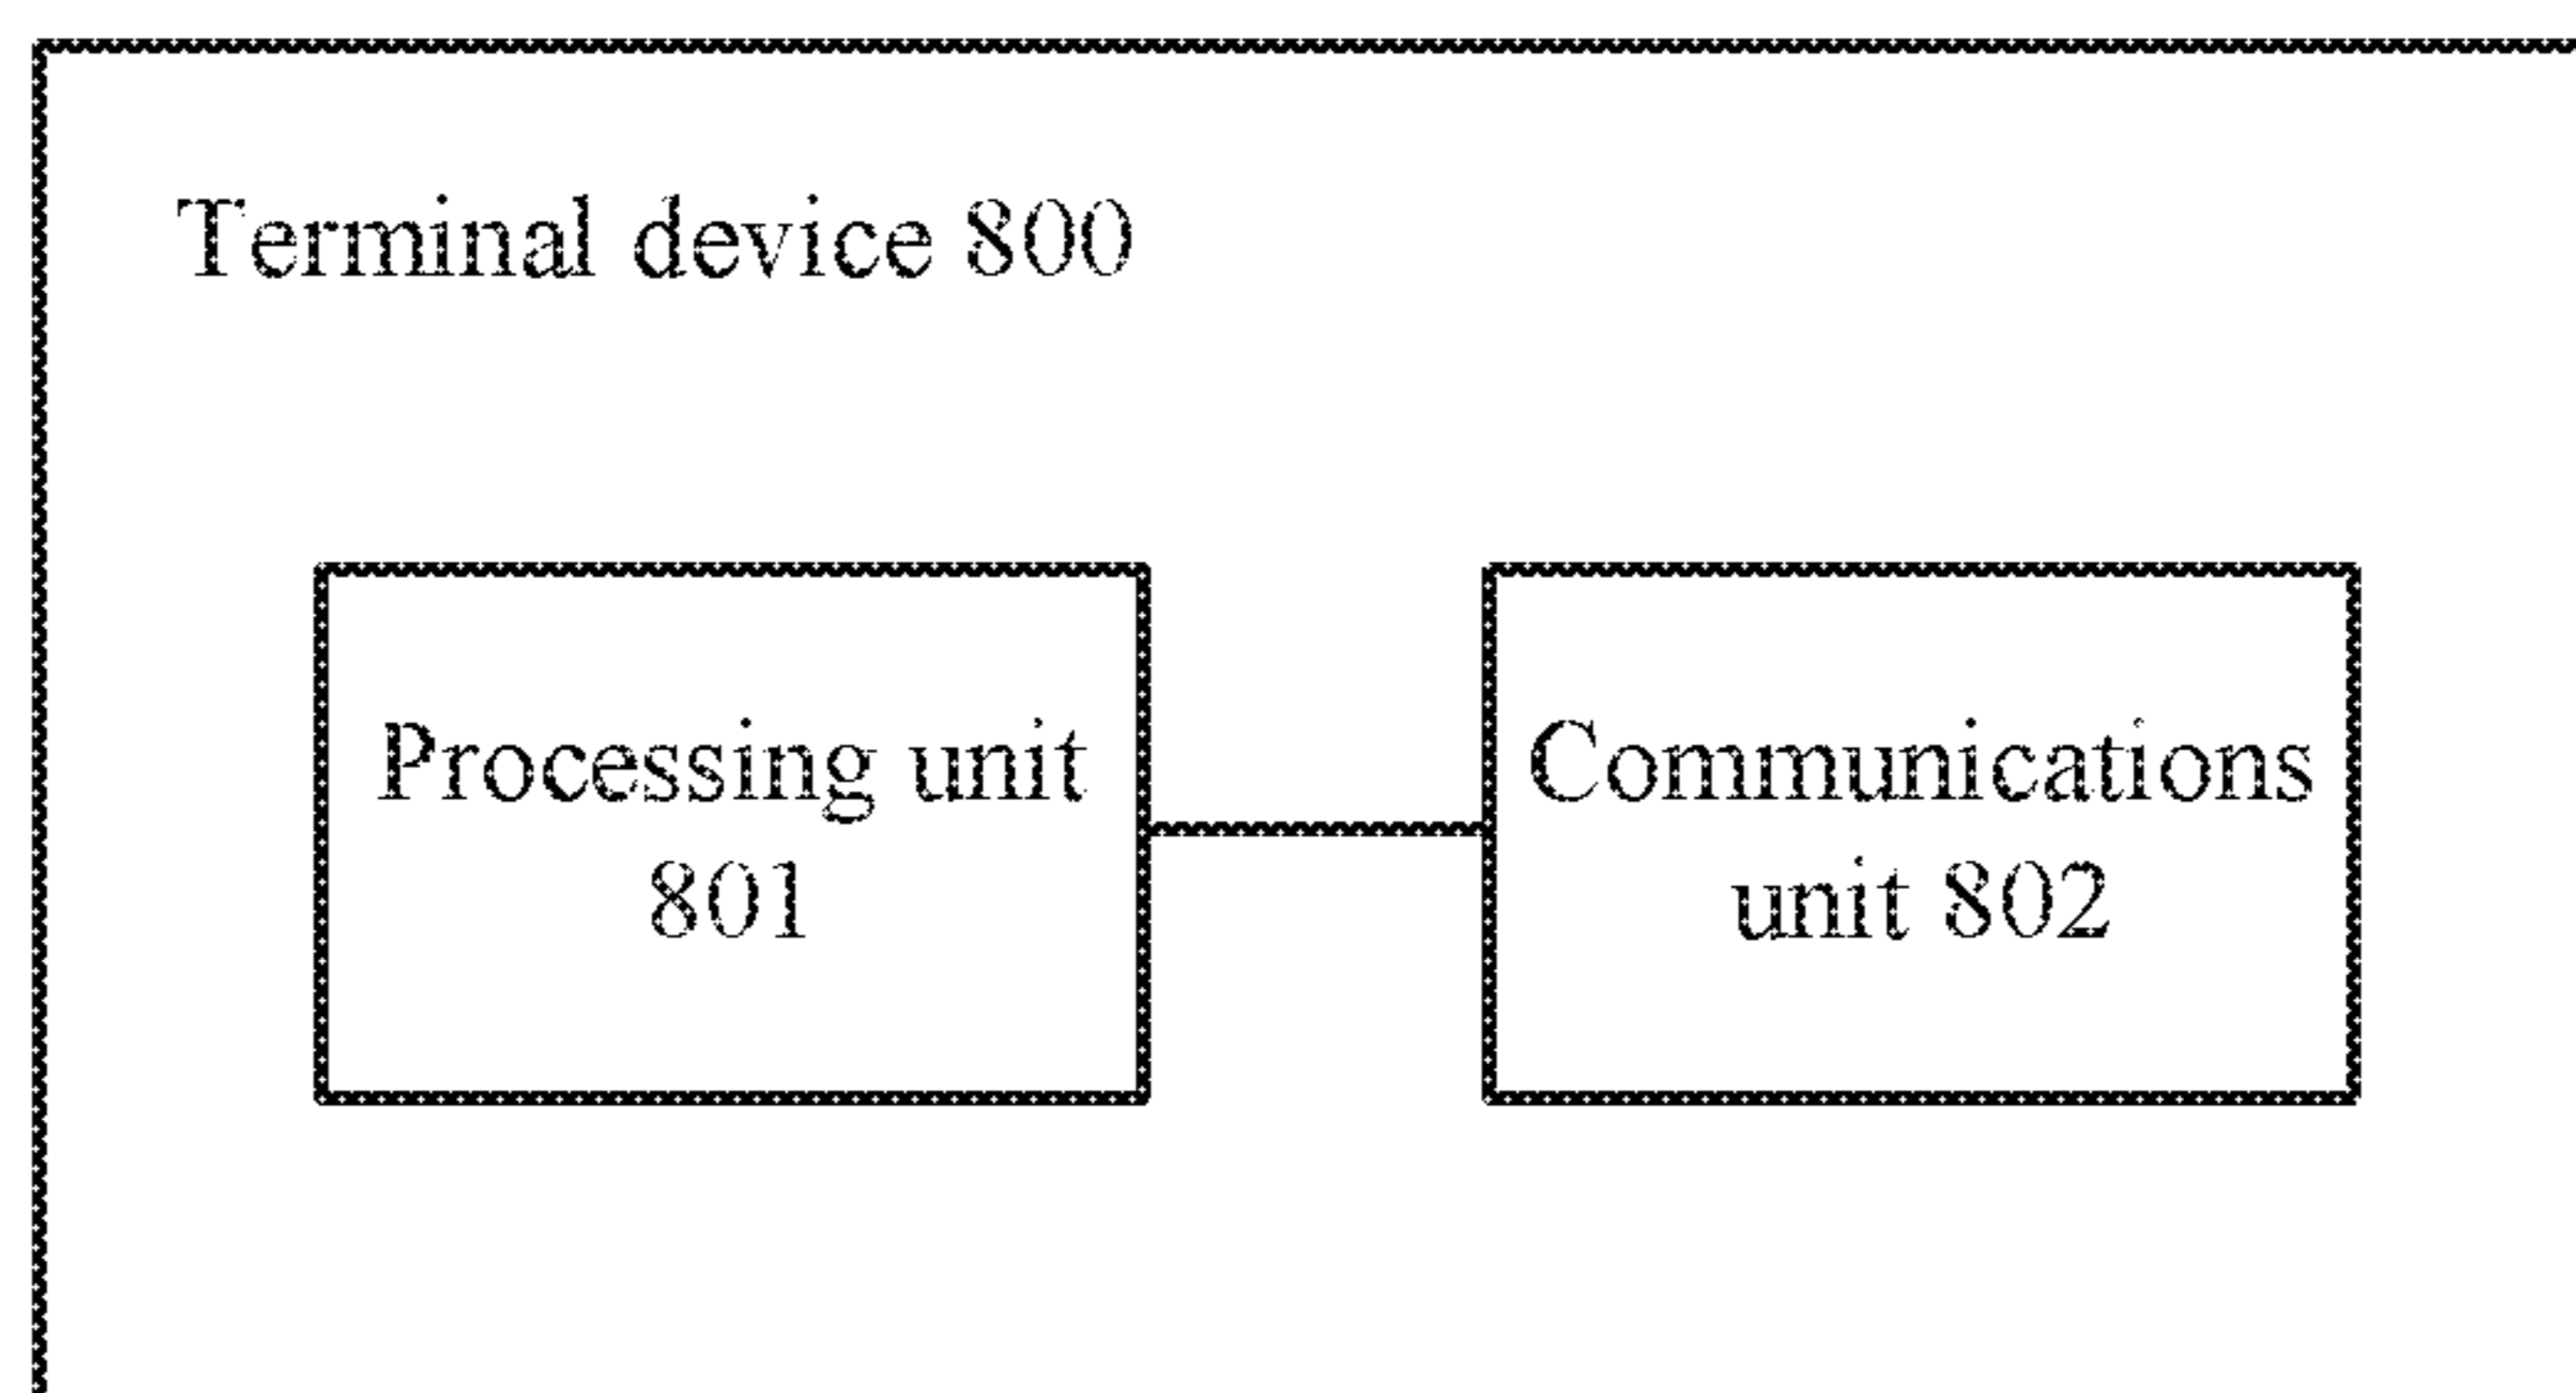 Terminal device 800
Processing unit
801
Communications
unit 802